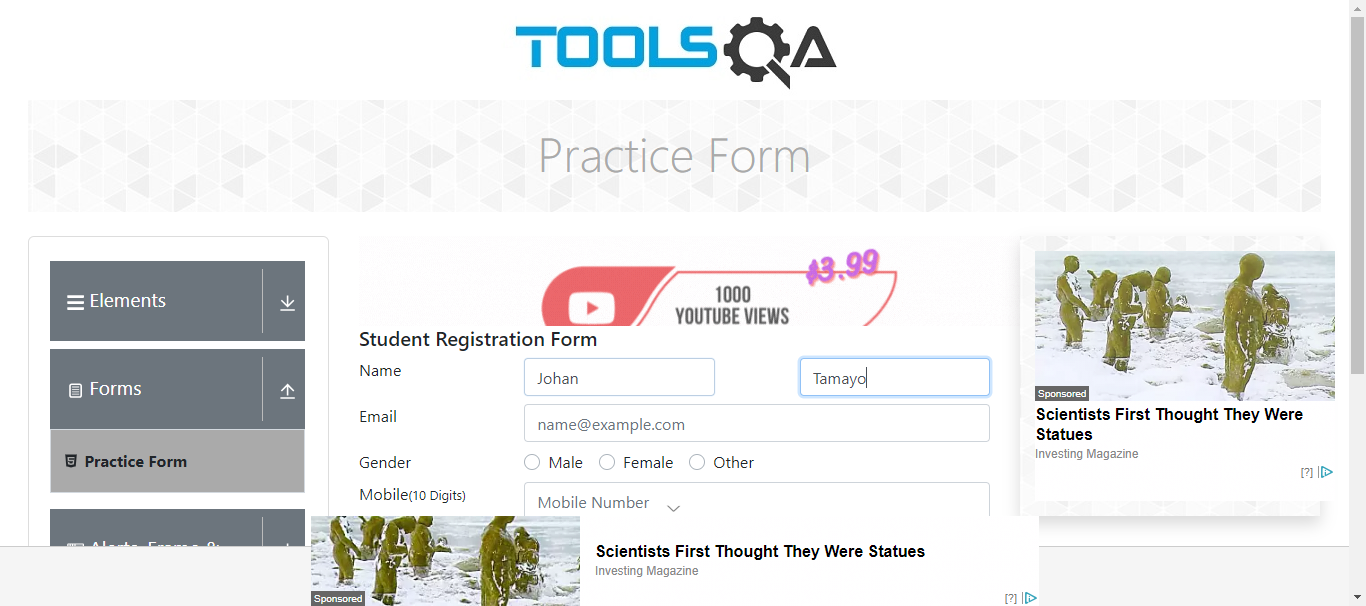 TOOLSQA
Practice Form
Elements
Forms
Practice Form
$3.99
1000
YOUTUBE VIEWS
Student Registration Form
Name
Johan
Tamayo
Email
name@example.com
Gender
Male
Female
Other
Mobile(10 Digits)
Mobile Number
Sponsored
Scientists First Thought They Were
Statues
Investing Magazine
[?]
Alerts, Frame &
Sponsored
Scientists First Thought They Were Statues
Investing Magazine
[?]